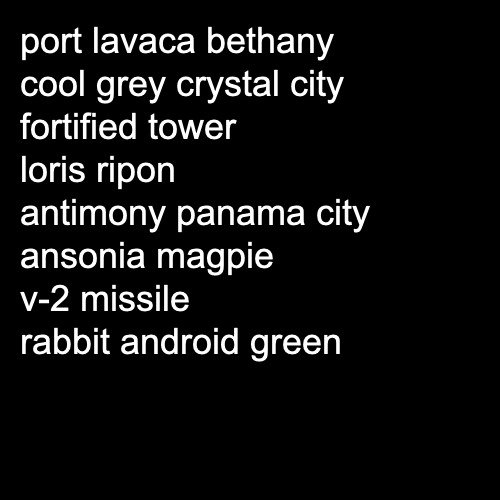 port lavaca bethany
cool grey crystal city
fortified tower
loris ripon
antimony panama city
ansonia magpie
v-2 missile
rabbit android green